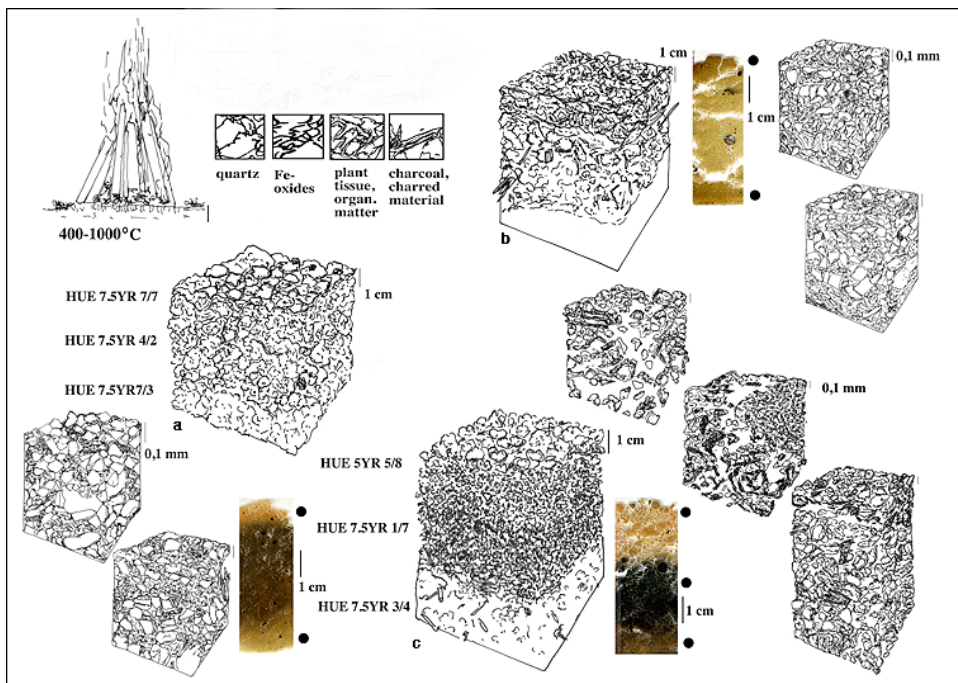 400-1000°C
quartz
Fe-
oxides
plant
tissue,
organ.
matter
charcoal,
charred
material
1 cm
1 cm
0,1 mm
b
HUE 7.5YR 7/7
HUE 7.5YR 4/2
HUE 7.5YR7/3
1 cm
a
0,1 mm
1 cm
0,1 mm
HUE 5YR 5/8
HUE 7.5YR 1/7
HUE 7.5YR 3/4
1 cm
c
1 cm